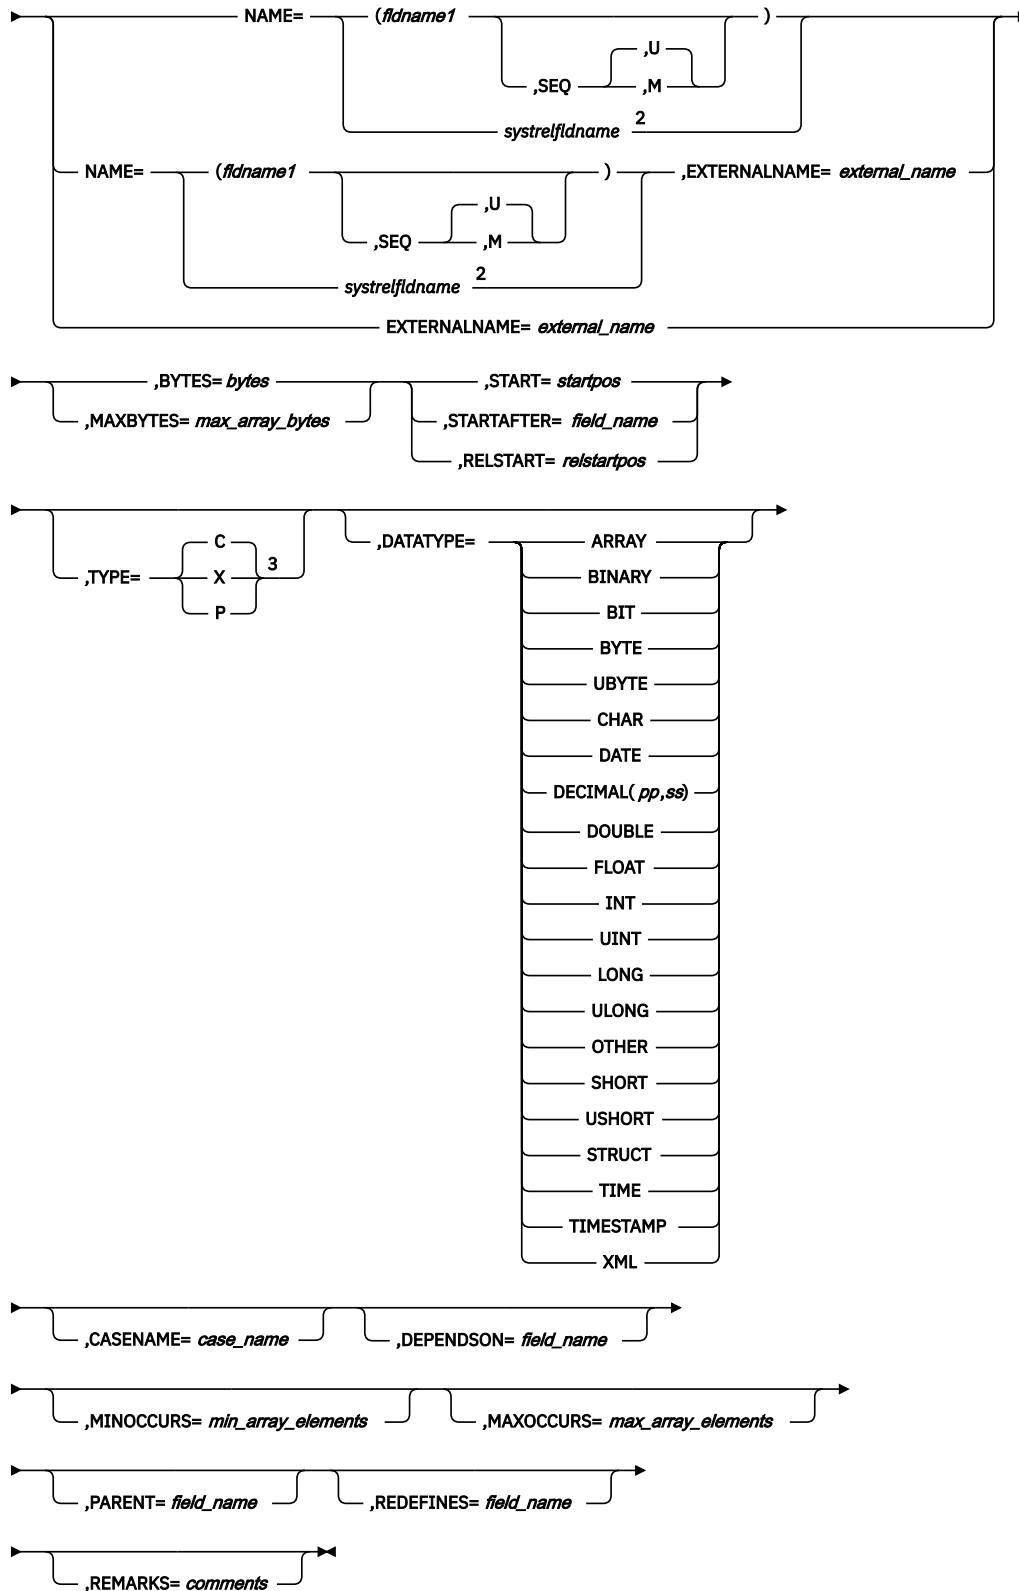 NAME= (fldname1 )
,U
,SEQ ,M
systrelfldname 2
NAME= (fldname1 ) ,EXTERNALNAME= external_name
,U
,SEQ ,M
systrelfldname 2
EXTERNALNAME= external_name
,BYTES= bytes ,START= startpos
,MAXBYTES= max_array_bytes ,STARTAFTER= field_name
,RELSTART= relstartpos
,TYPE= C X P 3
,DATATYPE= ARRAY
BINARY
BIT
BYTE
UBYTE
CHAR
DATE
DECIMAL( pp,ss)
DOUBLE
FLOAT
INT
UINT
LONG
ULONG
OTHER
SHORT
USHORT
STRUCT
TIME
TIMESTAMP
XML
,CASENAME= case_name ,DEPENDSON= field_name
,MINOCCURS= min_array_elements ,MAXOCCURS= max_array_elements
,PARENT= field_name ,REDEFINES= field_name
,REMARKS= comments